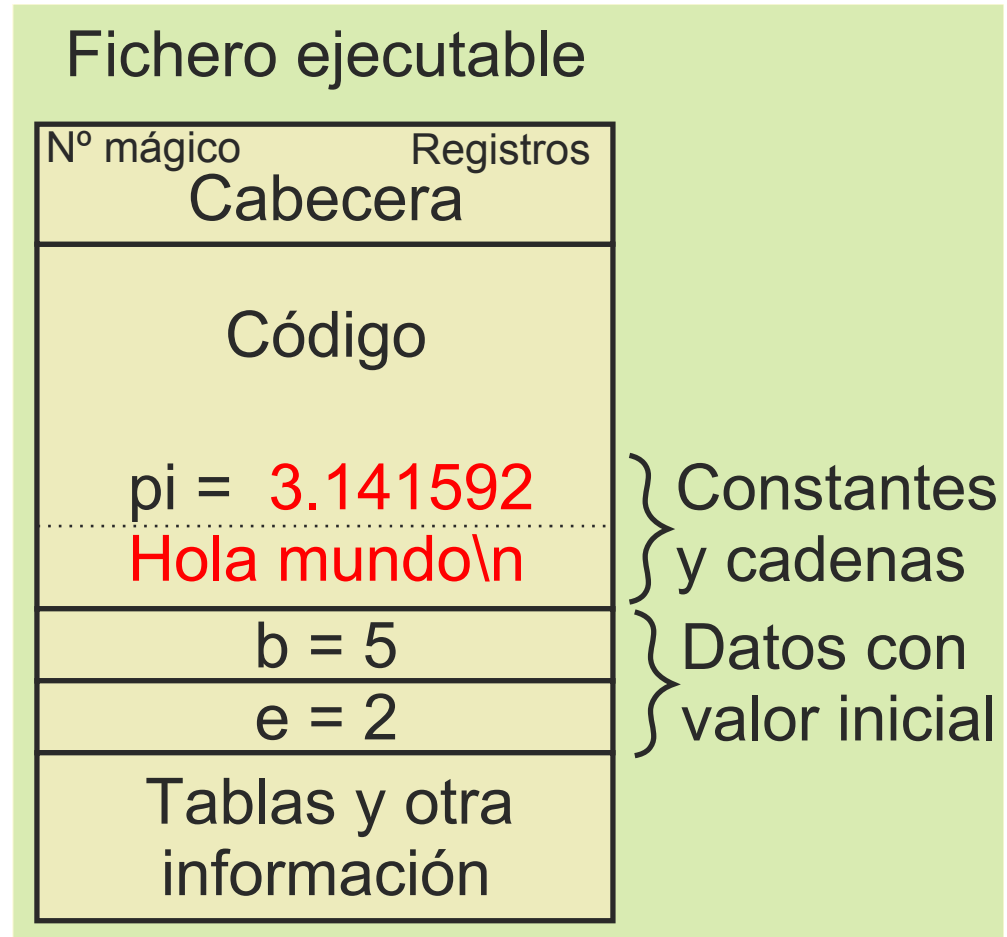 Fichero ejecutable
Nº mágico Registros
Cabecera
Código
pi = 3.141592
Hola mundo\n
Constantes
y cadenas
b = 5
e = 2
Datos con
valor inicial
Tablas y otra
información